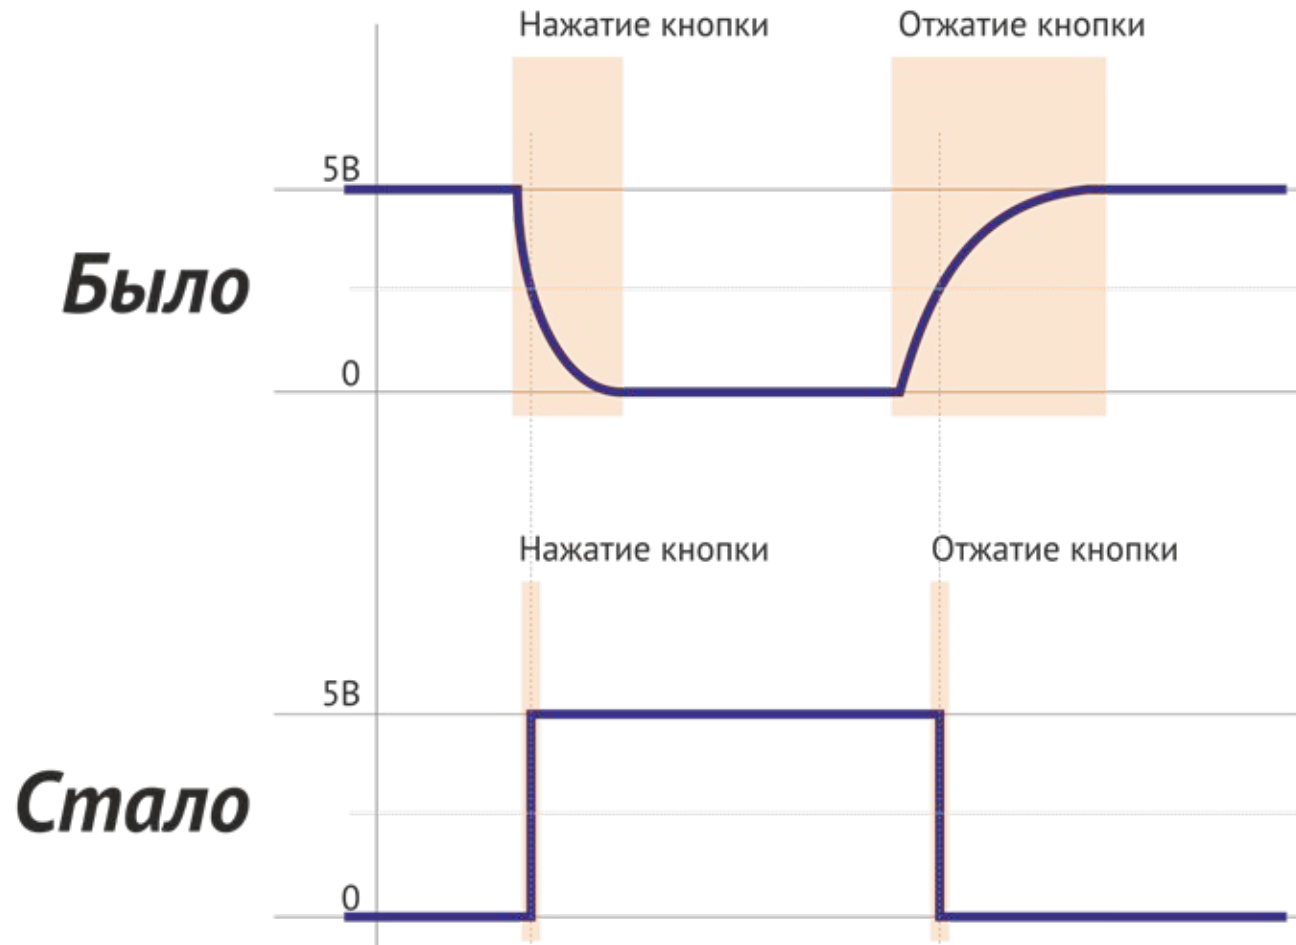 Нажатие кнопки
Отжатие кнопки
5В
Было
0
Нажатие кнопки
Отжатие кнопки
5В
Стало
0